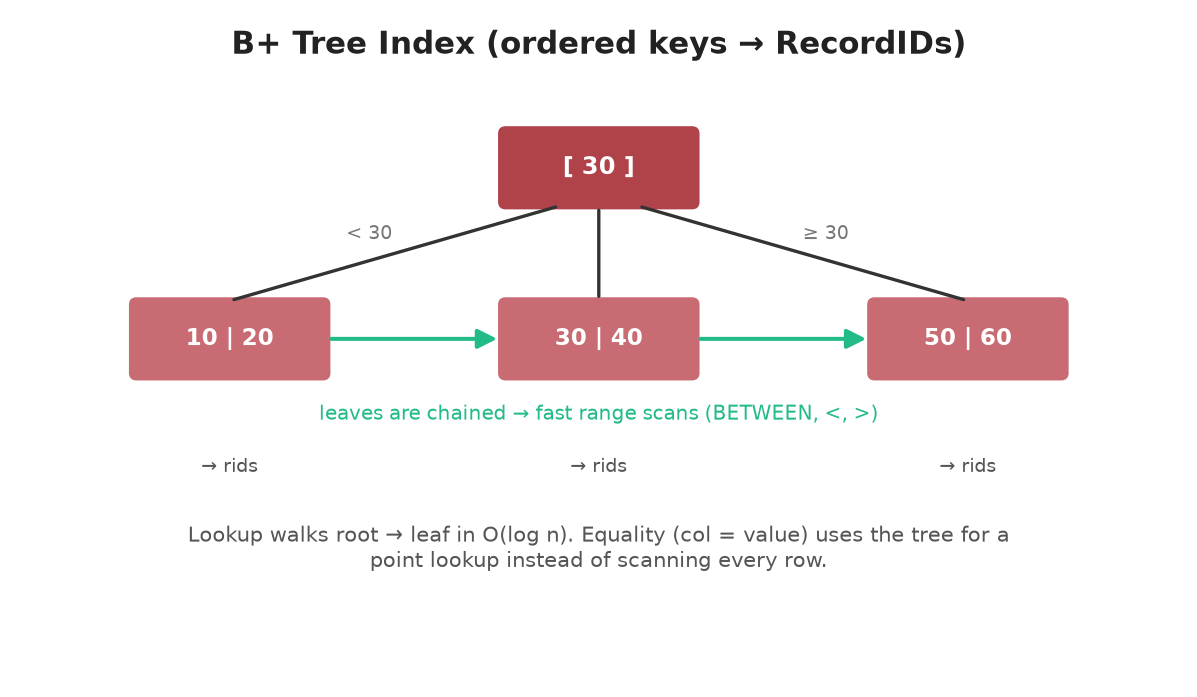 B+ Tree Index (ordered keys → RecordIDs)
[ 30 ]
< 30
≥ 30
10 | 20
30 | 40
50 | 60
leaves are chained → fast range scans (BETWEEN, <, >)
→ rids
→ rids
→ rids
Lookup walks root → leaf in O(log n). Equality (col = value) uses the tree for a
point lookup instead of scanning every row.